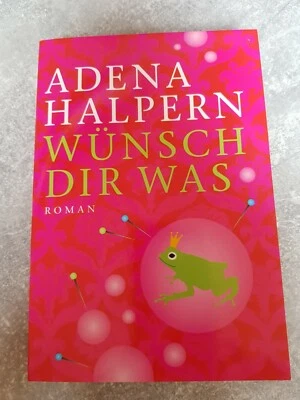 ADENA
HALPERN
WÜNSCH
DIR WAS
ROMAN